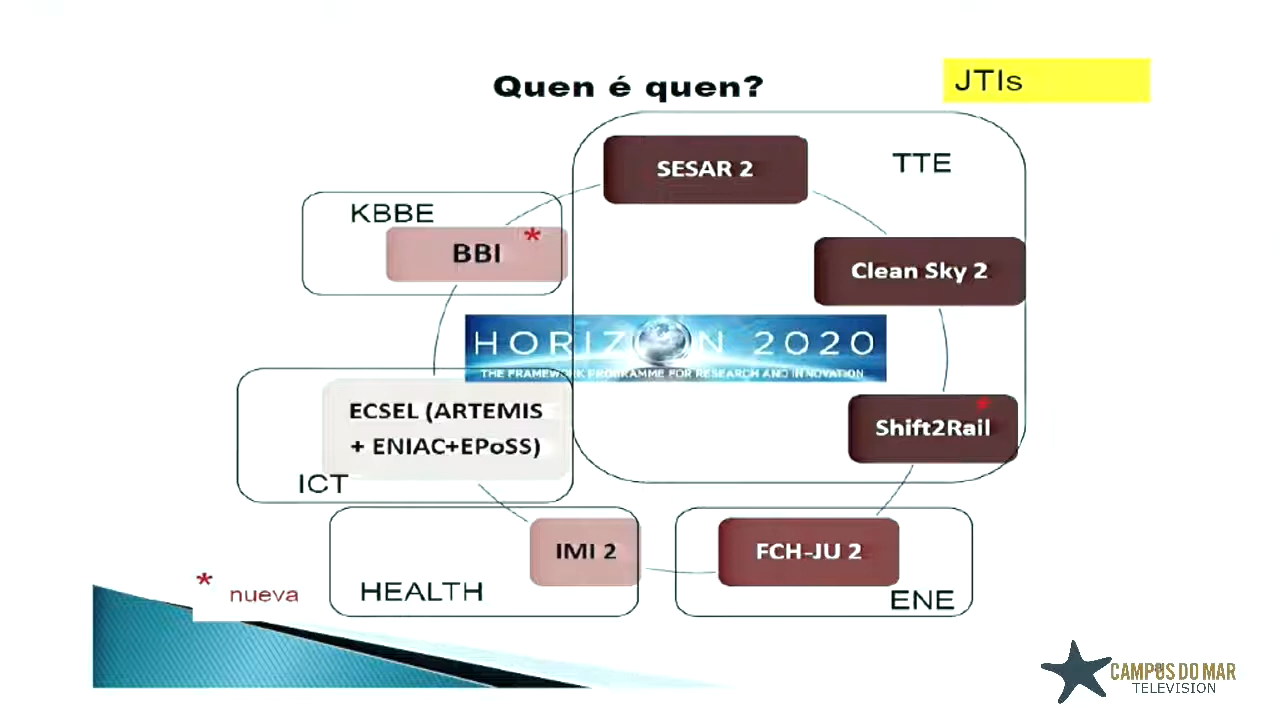 Quen é quen?
JTIs
SESAR 2
TTE
KBBE
BBI *
Clean Sky 2
HORIZON 2020
THE FRAMEWORK PROGRAMME FOR RESEARCH AND INNOVATION
ECSEL (ARTEMIS
+ ENIAC+EPoSS)
ICT
*
Shift2Rail
IMI 2
HEALTH
FCH-JU 2
ENE
* nueva
CAMPUS DO MAR
TELEVISION